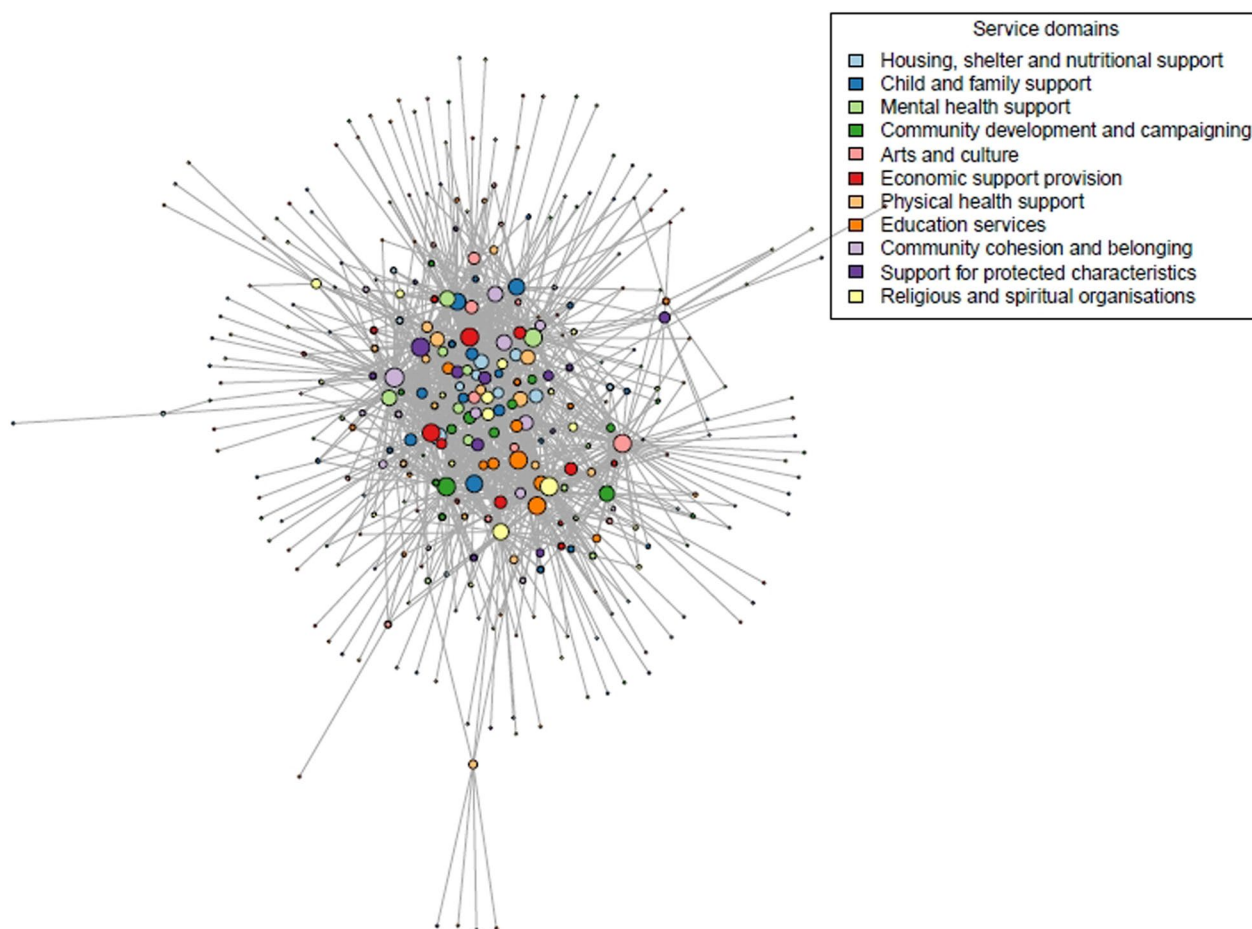 Service domains
Housing, shelter and nutritional support
Child and family support
Mental health support
Community development and campaigning
Arts and culture
Economic support provision
Physical health support
Education services
Community cohesion and belonging
Support for protected characteristics
Religious and spiritual organisations